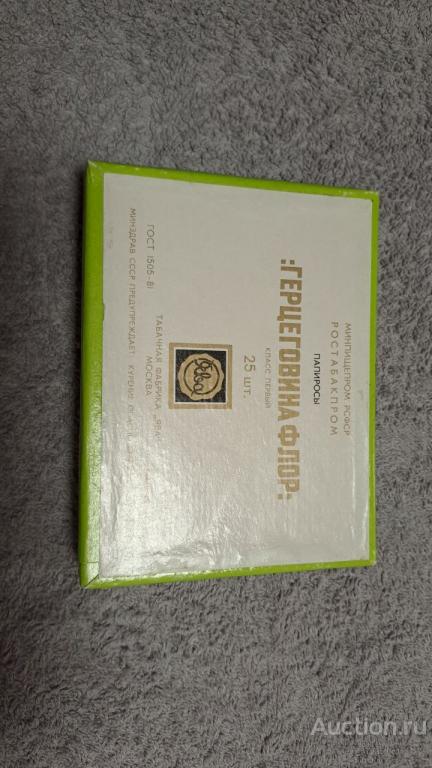 МИНПИЩЕПРОМ РСФСР
РОСТАБАКПРОМ
ПАПИРОСЫ
:ГЕРЦЕГОВИНА ФЛОР:
КЛАСС ПЕРВЫЙ
25 ШТ.
Ява
ТАБАЧНАЯ ФАБРИКА „ЯВА"
МОСКВА
ГОСТ 1505-81
МИНЗДРАВ СССР ПРЕДУПРЕЖДАЕТ: КУРЕНИЕ
Auction.ru